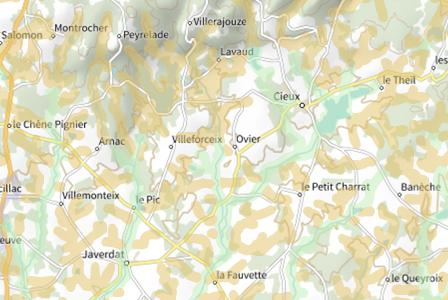 Villerajouze
Montrocher
Salomon
Peyrelade
Lavaud
les
le Theil
Cieux
le Chêne Pignier
Arnac
Villeforceix
Ovier
cillac
Villemonteix
le Petit Charrat
Banèche
le Pic
euve
Javerdat
la Fauvette
le Queyroix